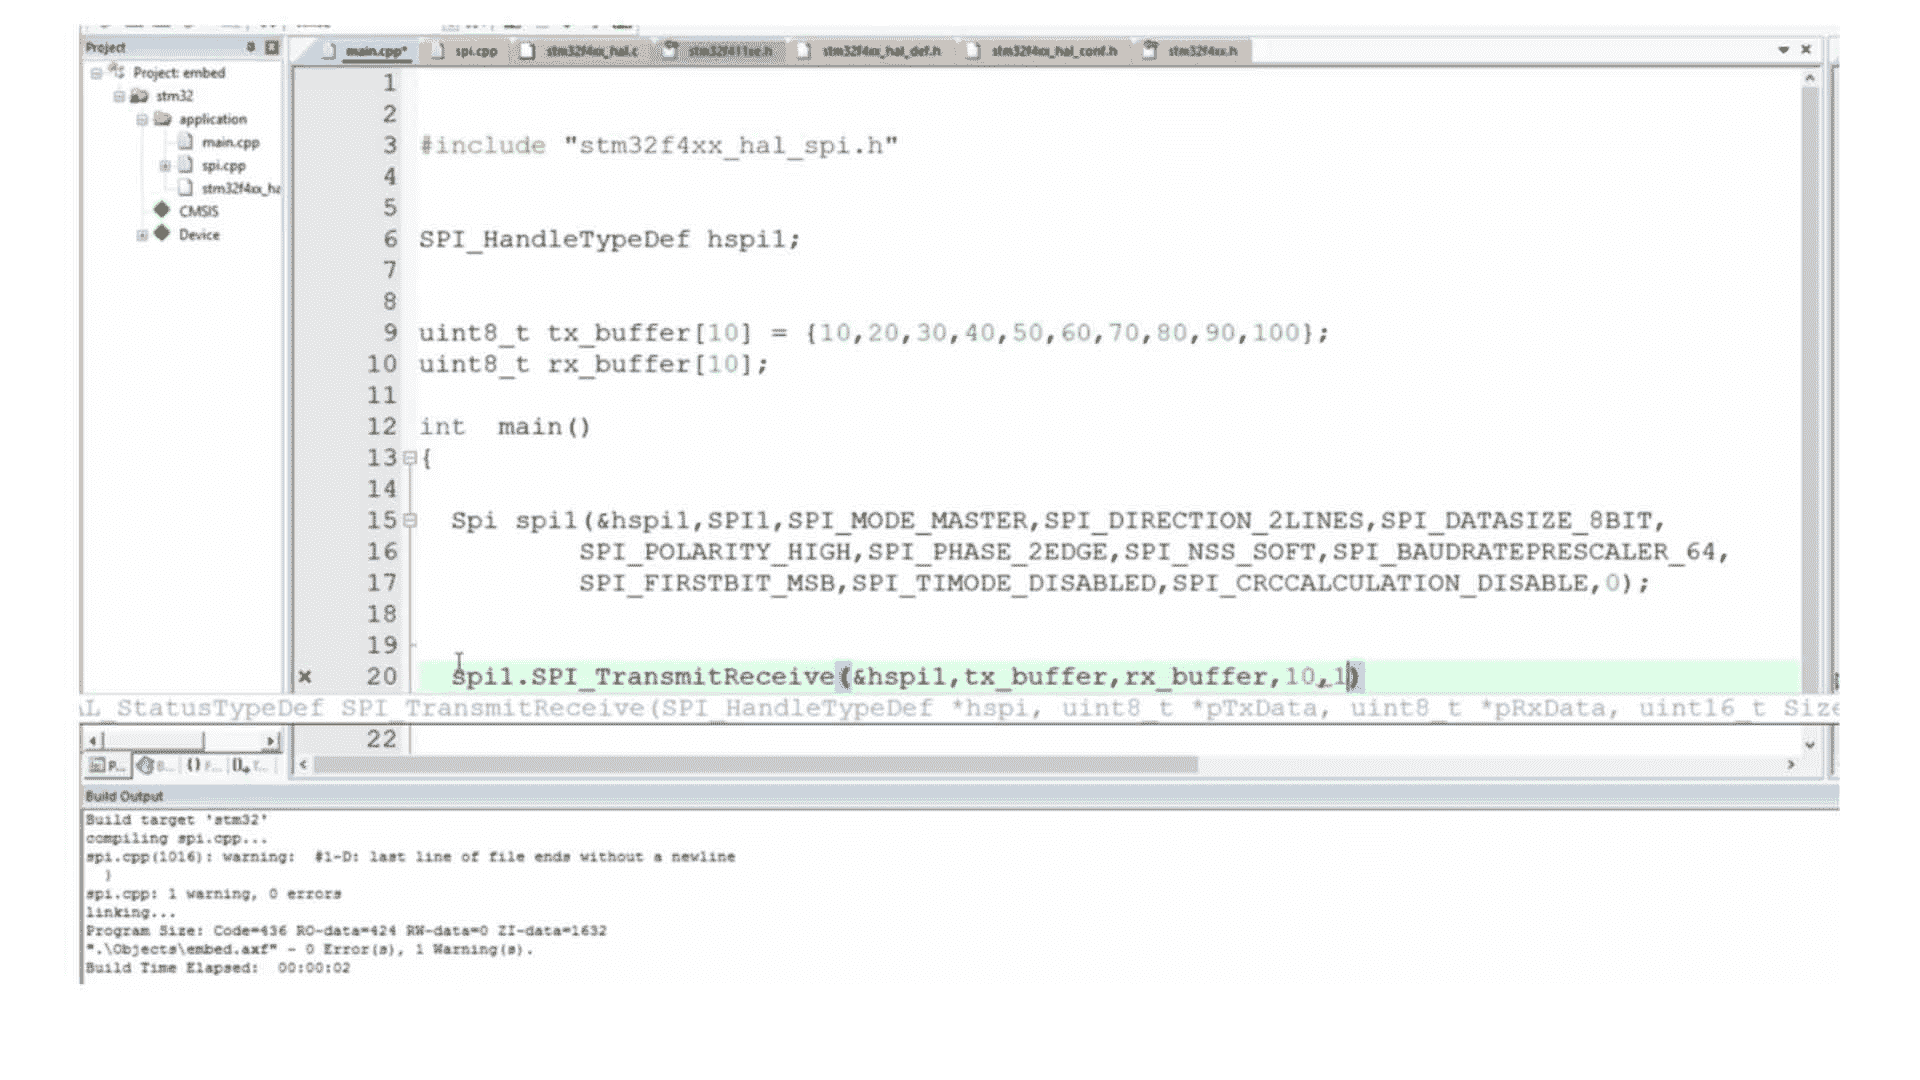 Project
Project: embed
stm32
application
main.cpp
spi.cpp
stm32f4xx_ha
CMSIS
Device
main.cpp* spi.cpp stm32f4xx_hal.c stm32f411xe.h stm32f4xx_hal_def.h stm32f4xx_hal_conf.h stm32f4xx.h
1
2
3 #include "stm32f4xx_hal_spi.h"
4
5
6 SPI_HandleTypeDef hspi1;
7
8
9 uint8_t tx_buffer[10] = {10,20,30,40,50,60,70,80,90,100};
10 uint8_t rx_buffer[10];
11
12 int main()
13 {
14
15 Spi spi1(&hspi1,SPI1,SPI_MODE_MASTER,SPI_DIRECTION_2LINES,SPI_DATASIZE_8BIT,
16 SPI_POLARITY_HIGH,SPI_PHASE_2EDGE,SPI_NSS_SOFT,SPI_BAUDRATEPRESCALER_64,
17 SPI_FIRSTBIT_MSB,SPI_TIMODE_DISABLED,SPI_CRCCALCULATION_DISABLE,0);
18
19
20 spi1.SPI_TransmitReceive(&hspi1,tx_buffer,rx_buffer,10,1)
AL_StatusTypeDef SPI_TransmitReceive(SPI_HandleTypeDef *hspi, uint8_t *pTxData, uint8_t *pRxData, uint16_t Size
22
P... B... {} F... T...
Build Output
Build target 'stm32'
compiling spi.cpp...
spi.cpp(1016): warning: #1-D: last line of file ends without a newline
}
spi.cpp: 1 warning, 0 errors
linking...
Program Size: Code=436 RO-data=424 RW-data=0 ZI-data=1632
".\Objects\embed.axf" - 0 Error(s), 1 Warning(s).
Build Time Elapsed: 00:00:02